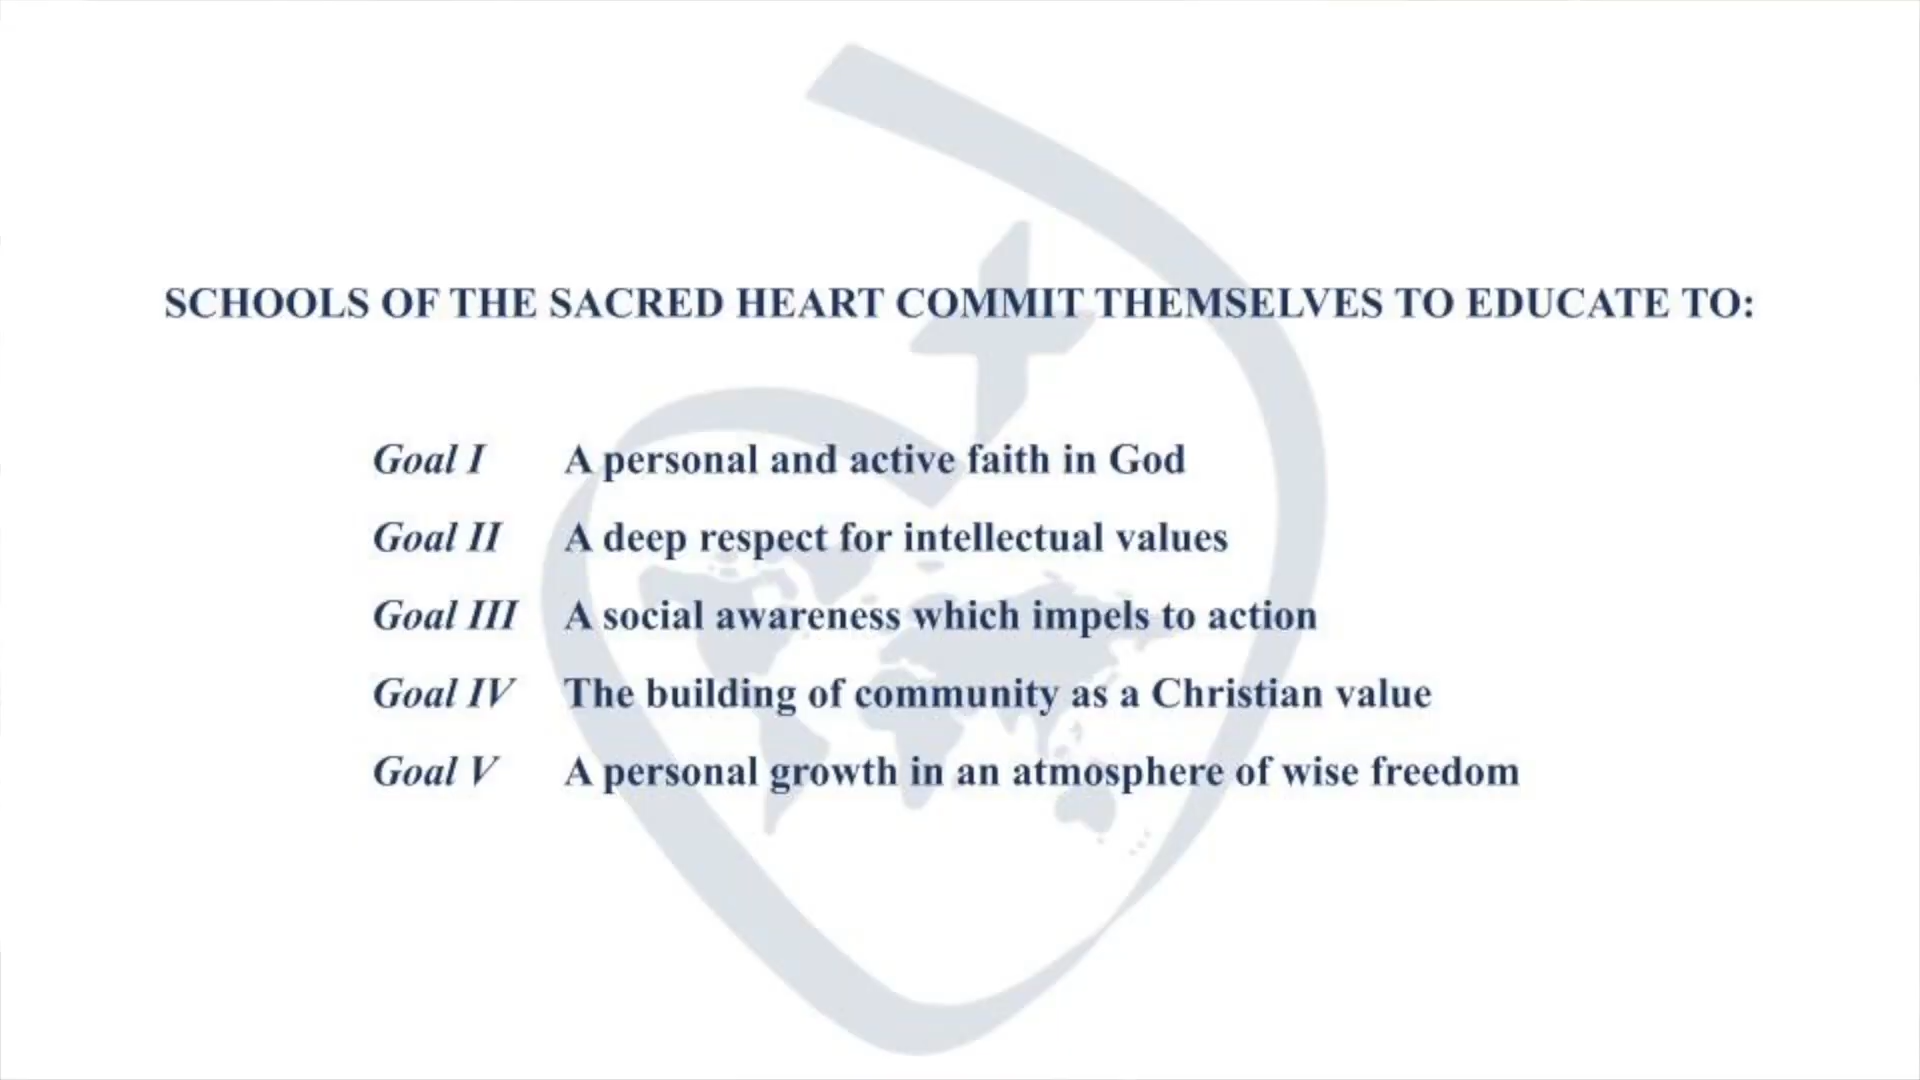 SCHOOLS OF THE SACRED HEART COMMIT THEMSELVES TO EDUCATE TO:
Goal I A personal and active faith in God
Goal II A deep respect for intellectual values
Goal III A social awareness which impels to action
Goal IV The building of community as a Christian value
Goal V A personal growth in an atmosphere of wise freedom